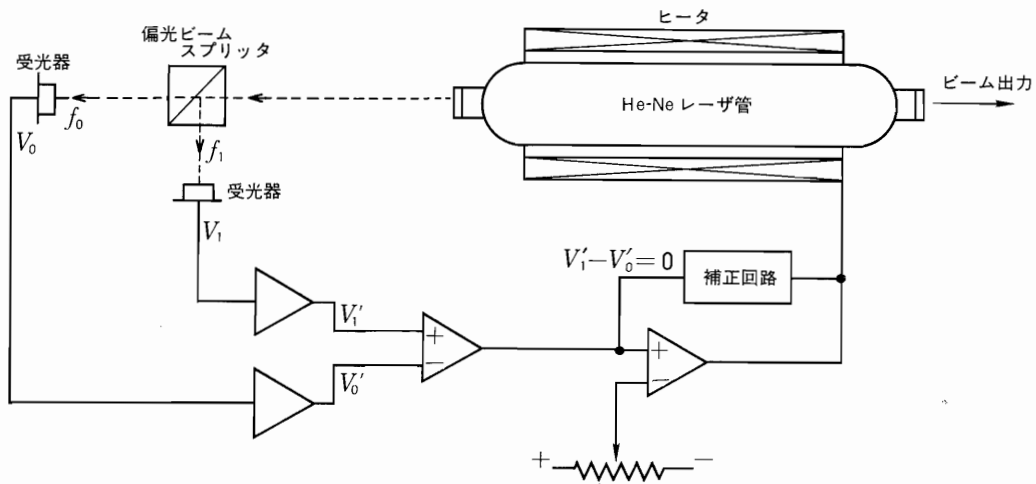 ヒータ
偏光ビーム
スプリッタ
受光器
He-Ne レーザ管
ビーム出力
f₀
V₀
f₁
受光器
V₁
V₁′−V₀′=0
補正回路
V₁′
+
−
V₀′
+
−
+
−